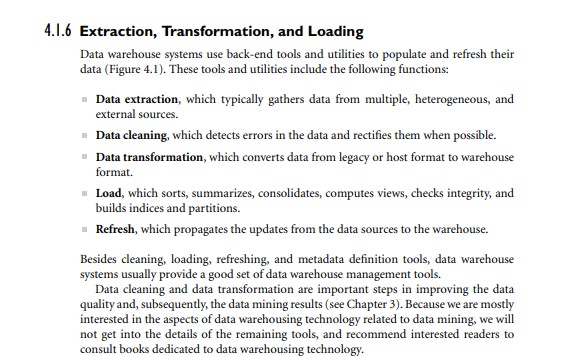 4.1.6 Extraction, Transformation, and Loading
Data warehouse systems use back-end tools and utilities to populate and refresh their
data (Figure 4.1). These tools and utilities include the following functions:
Data extraction, which typically gathers data from multiple, heterogeneous, and
external sources.
Data cleaning, which detects errors in the data and rectifies them when possible.
Data transformation, which converts data from legacy or host format to warehouse
format.
Load, which sorts, summarizes, consolidates, computes views, checks integrity, and
builds indices and partitions.
Refresh, which propagates the updates from the data sources to the warehouse.
Besides cleaning, loading, refreshing, and metadata definition tools, data warehouse
systems usually provide a good set of data warehouse management tools.
Data cleaning and data transformation are important steps in improving the data
quality and, subsequently, the data mining results (see Chapter 3). Because we are mostly
interested in the aspects of data warehousing technology related to data mining, we will
not get into the details of the remaining tools, and recommend interested readers to
consult books dedicated to data warehousing technology.